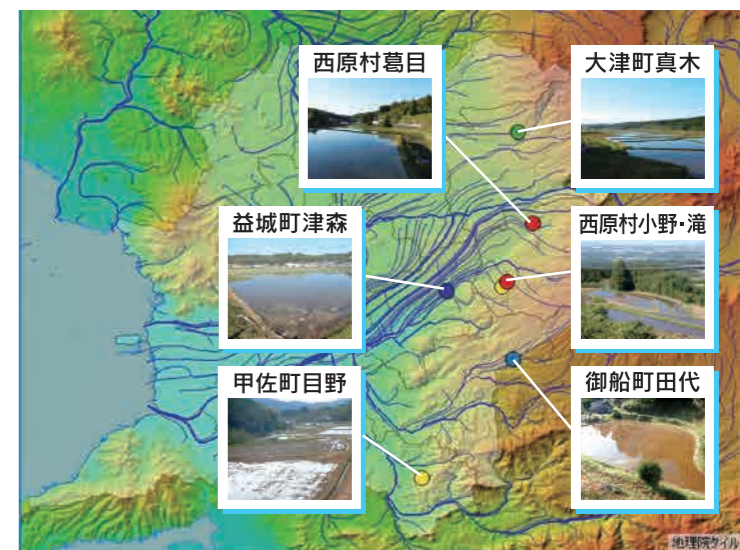 西原村葛目
大津町真木
益城町津森
西原村小野・滝
甲佐町目野
御船町田代
地理院タイル